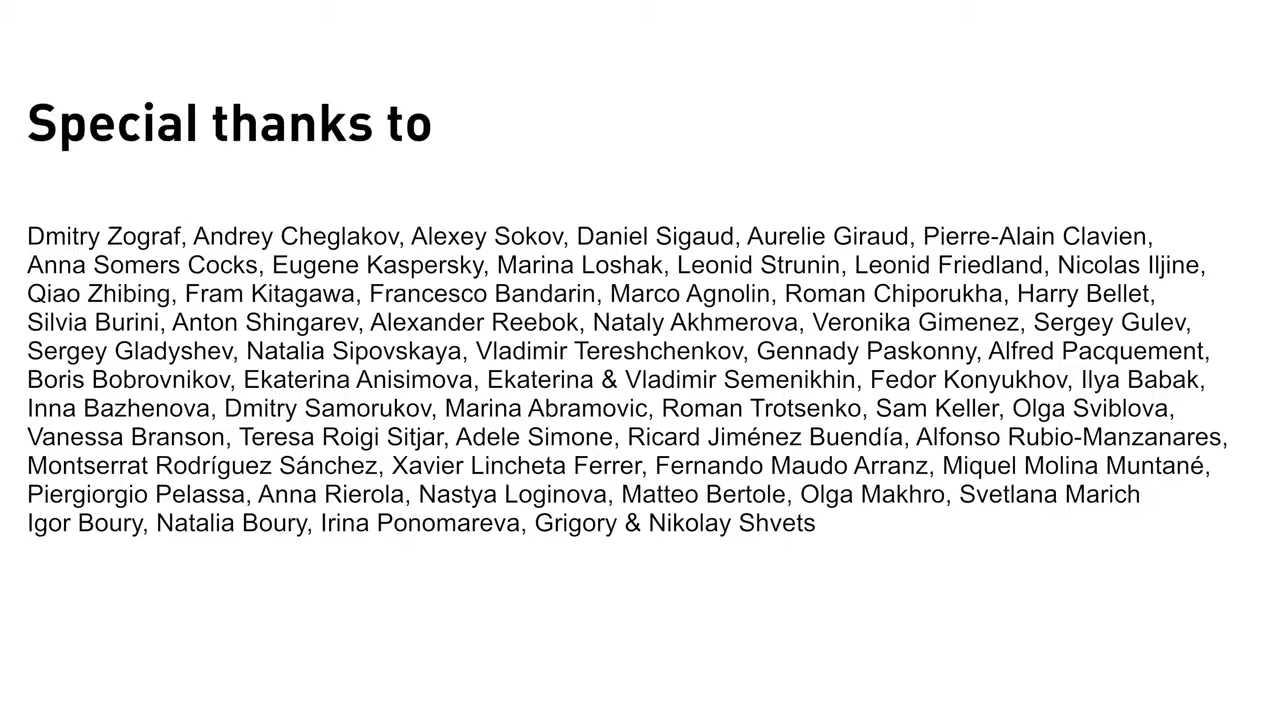 Special thanks to
Dmitry Zograf, Andrey Cheglakov, Alexey Sokov, Daniel Sigaud, Aurelie Giraud, Pierre-Alain Clavien,
Anna Somers Cocks, Eugene Kaspersky, Marina Loshak, Leonid Strunin, Leonid Friedland, Nicolas Iljine,
Qiao Zhibing, Fram Kitagawa, Francesco Bandarin, Marco Agnolin, Roman Chiporukha, Harry Bellet,
Silvia Burini, Anton Shingarev, Alexander Reebok, Nataly Akhmerova, Veronika Gimenez, Sergey Gulev,
Sergey Gladyshev, Natalia Sipovskaya, Vladimir Tereshchenkov, Gennady Paskonny, Alfred Pacquement,
Boris Bobrovnikov, Ekaterina Anisimova, Ekaterina & Vladimir Semenikhin, Fedor Konyukhov, Ilya Babak,
Inna Bazhenova, Dmitry Samorukov, Marina Abramovic, Roman Trotsenko, Sam Keller, Olga Sviblova,
Vanessa Branson, Teresa Roigi Sitjar, Adele Simone, Ricard Jiménez Buendía, Alfonso Rubio-Manzanares,
Montserrat Rodríguez Sánchez, Xavier Lincheta Ferrer, Fernando Maudo Arranz, Miquel Molina Muntané,
Piergiorgio Pelassa, Anna Rierola, Nastya Loginova, Matteo Bertole, Olga Makhro, Svetlana Marich
Igor Boury, Natalia Boury, Irina Ponomareva, Grigory & Nikolay Shvets